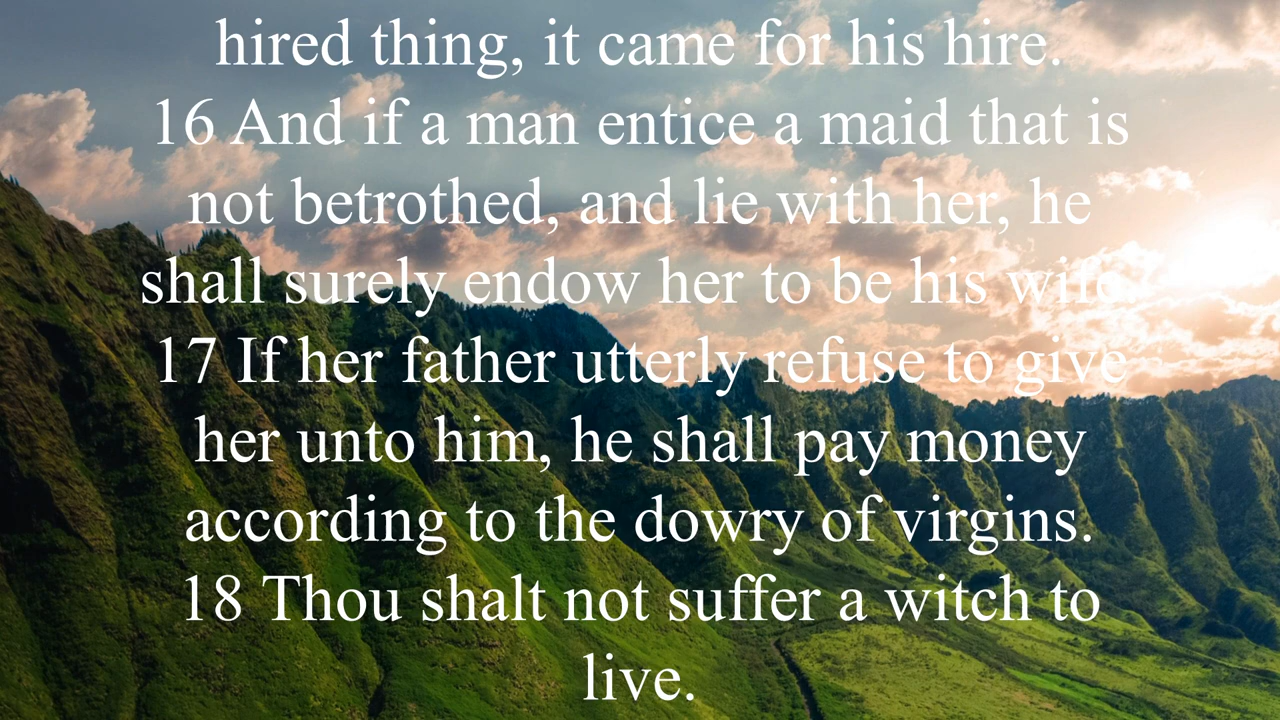 hired thing, it came for his hire.
16 And if a man entice a maid that is
not betrothed, and lie with her, he
shall surely endow her to be his wife.
17 If her father utterly refuse to give
her unto him, he shall pay money
according to the dowry of virgins.
18 Thou shalt not suffer a witch to
live.